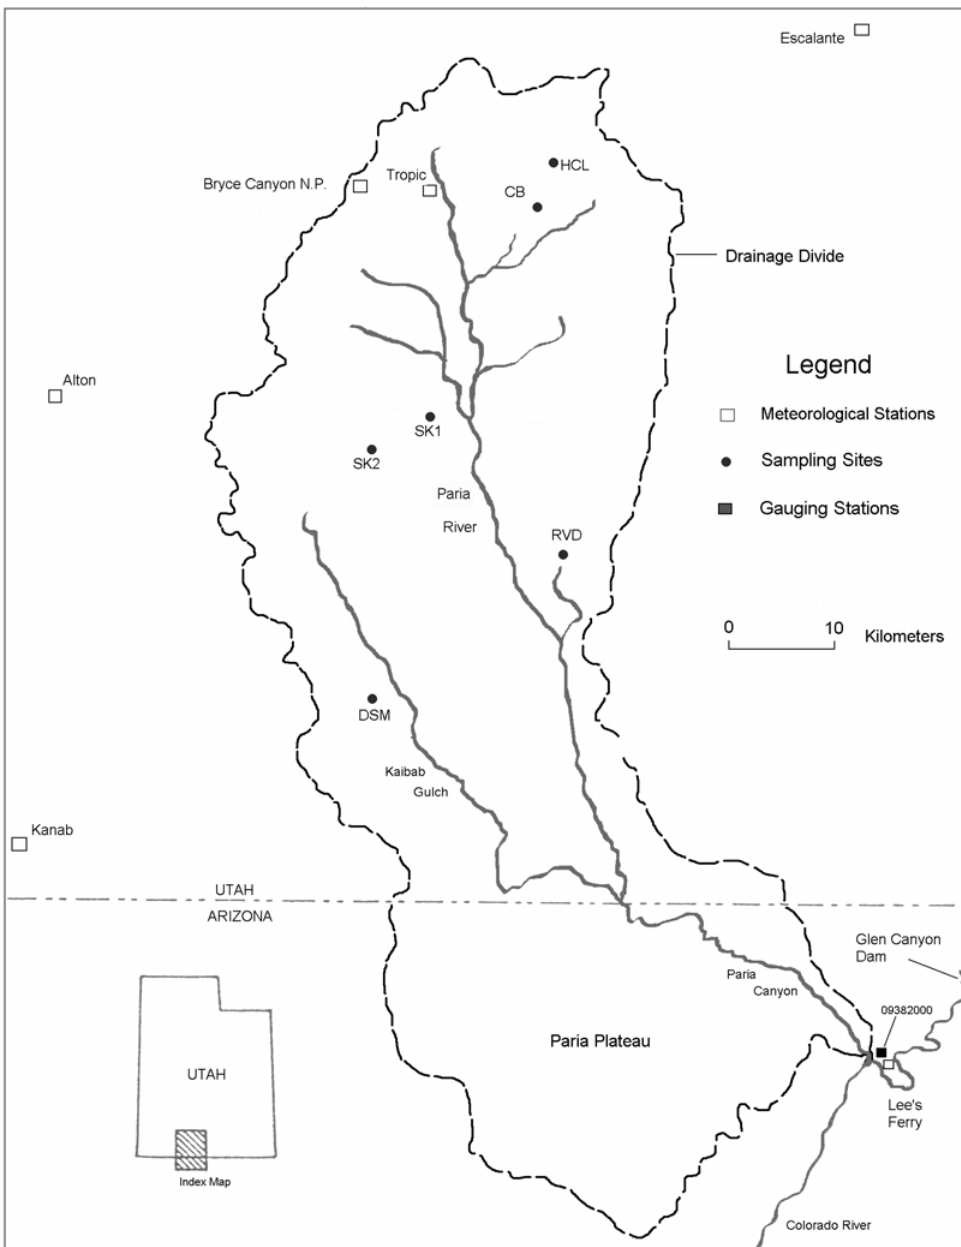 Escalante
HCL
Tropic
Bryce Canyon N.P.
CB
Drainage Divide
Legend
Alton
Meteorological Stations
SK1
SK2
Sampling Sites
Paria
River
Gauging Stations
RVD
0 10
Kilometers
DSM
Kaibab
Gulch
Kanab
UTAH
ARIZONA
Glen Canyon
Dam
Paria
Canyon
09382000
Paria Plateau
UTAH
Lee's
Ferry
Index Map
Colorado River